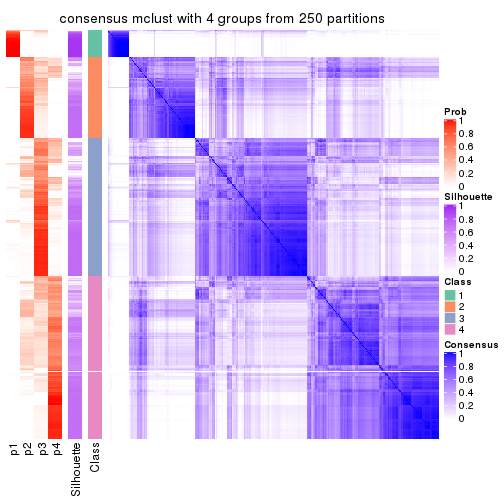 consensus mclust with 4 groups from 250 partitions
Prob
1
0.8
0.6
0.4
0.2
0
Silhouette
1
0.8
0.6
0.4
0.2
0
Class
1
2
3
4
Consensus
1
0.8
0.6
0.4
0.2
0
p1
p2
p3
p4
Silhouette
Class